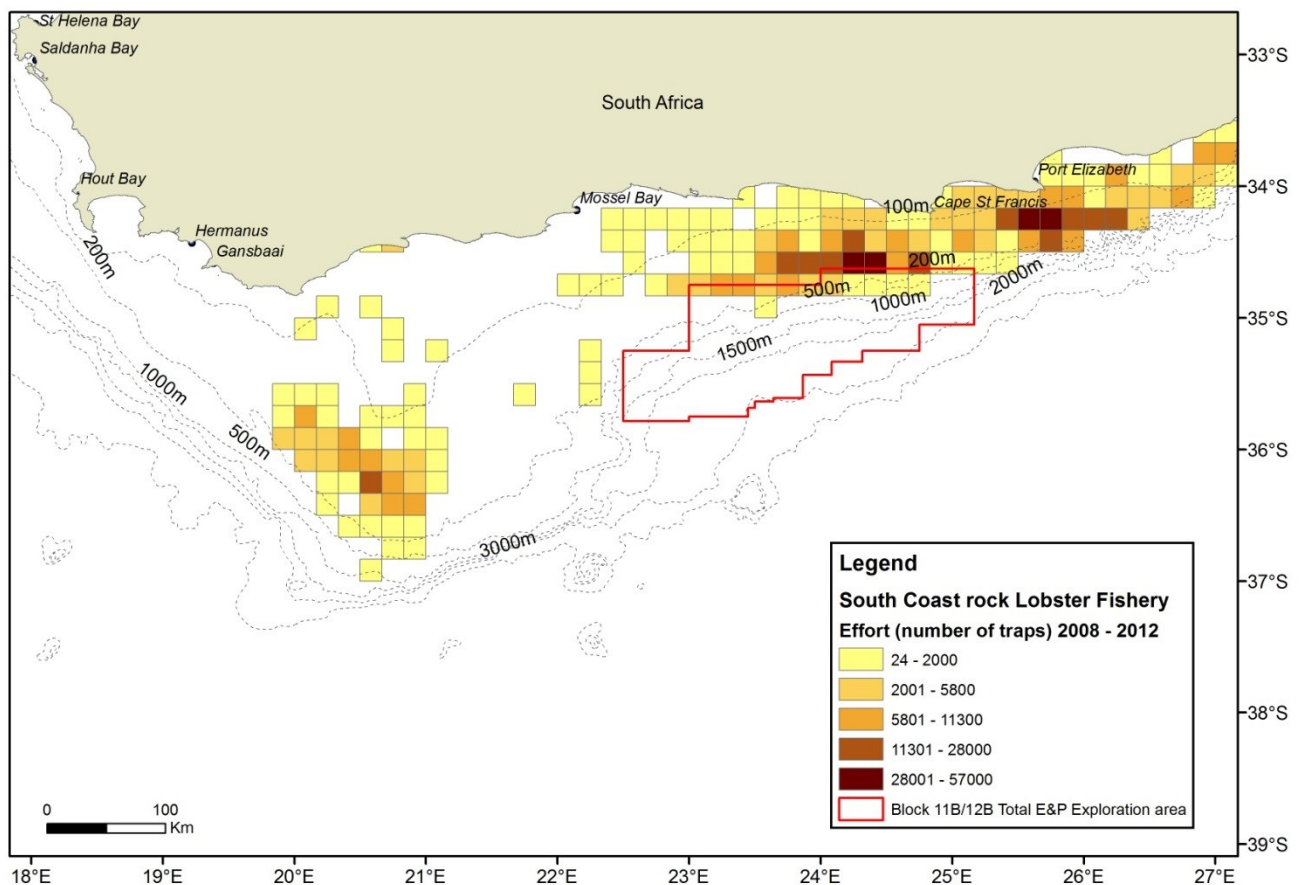 St Helena Bay
Saldanha Bay
South Africa
Hout Bay
Hermanus
Gansbaai
Mossel Bay
Port Elizabeth
Cape St Francis
100m
200m
200m
500m
1000m
2000m
1500m
1000m
500m
3000m
33°S
34°S
35°S
36°S
37°S
38°S
39°S
Legend
South Coast rock Lobster Fishery
Effort (number of traps) 2008 - 2012
24 - 2000
2001 - 5800
5801 - 11300
11301 - 28000
28001 - 57000
Block 11B/12B Total E&P Exploration area
0 100
Km
18°E 19°E 20°E 21°E 22°E 23°E 24°E 25°E 26°E 27°E